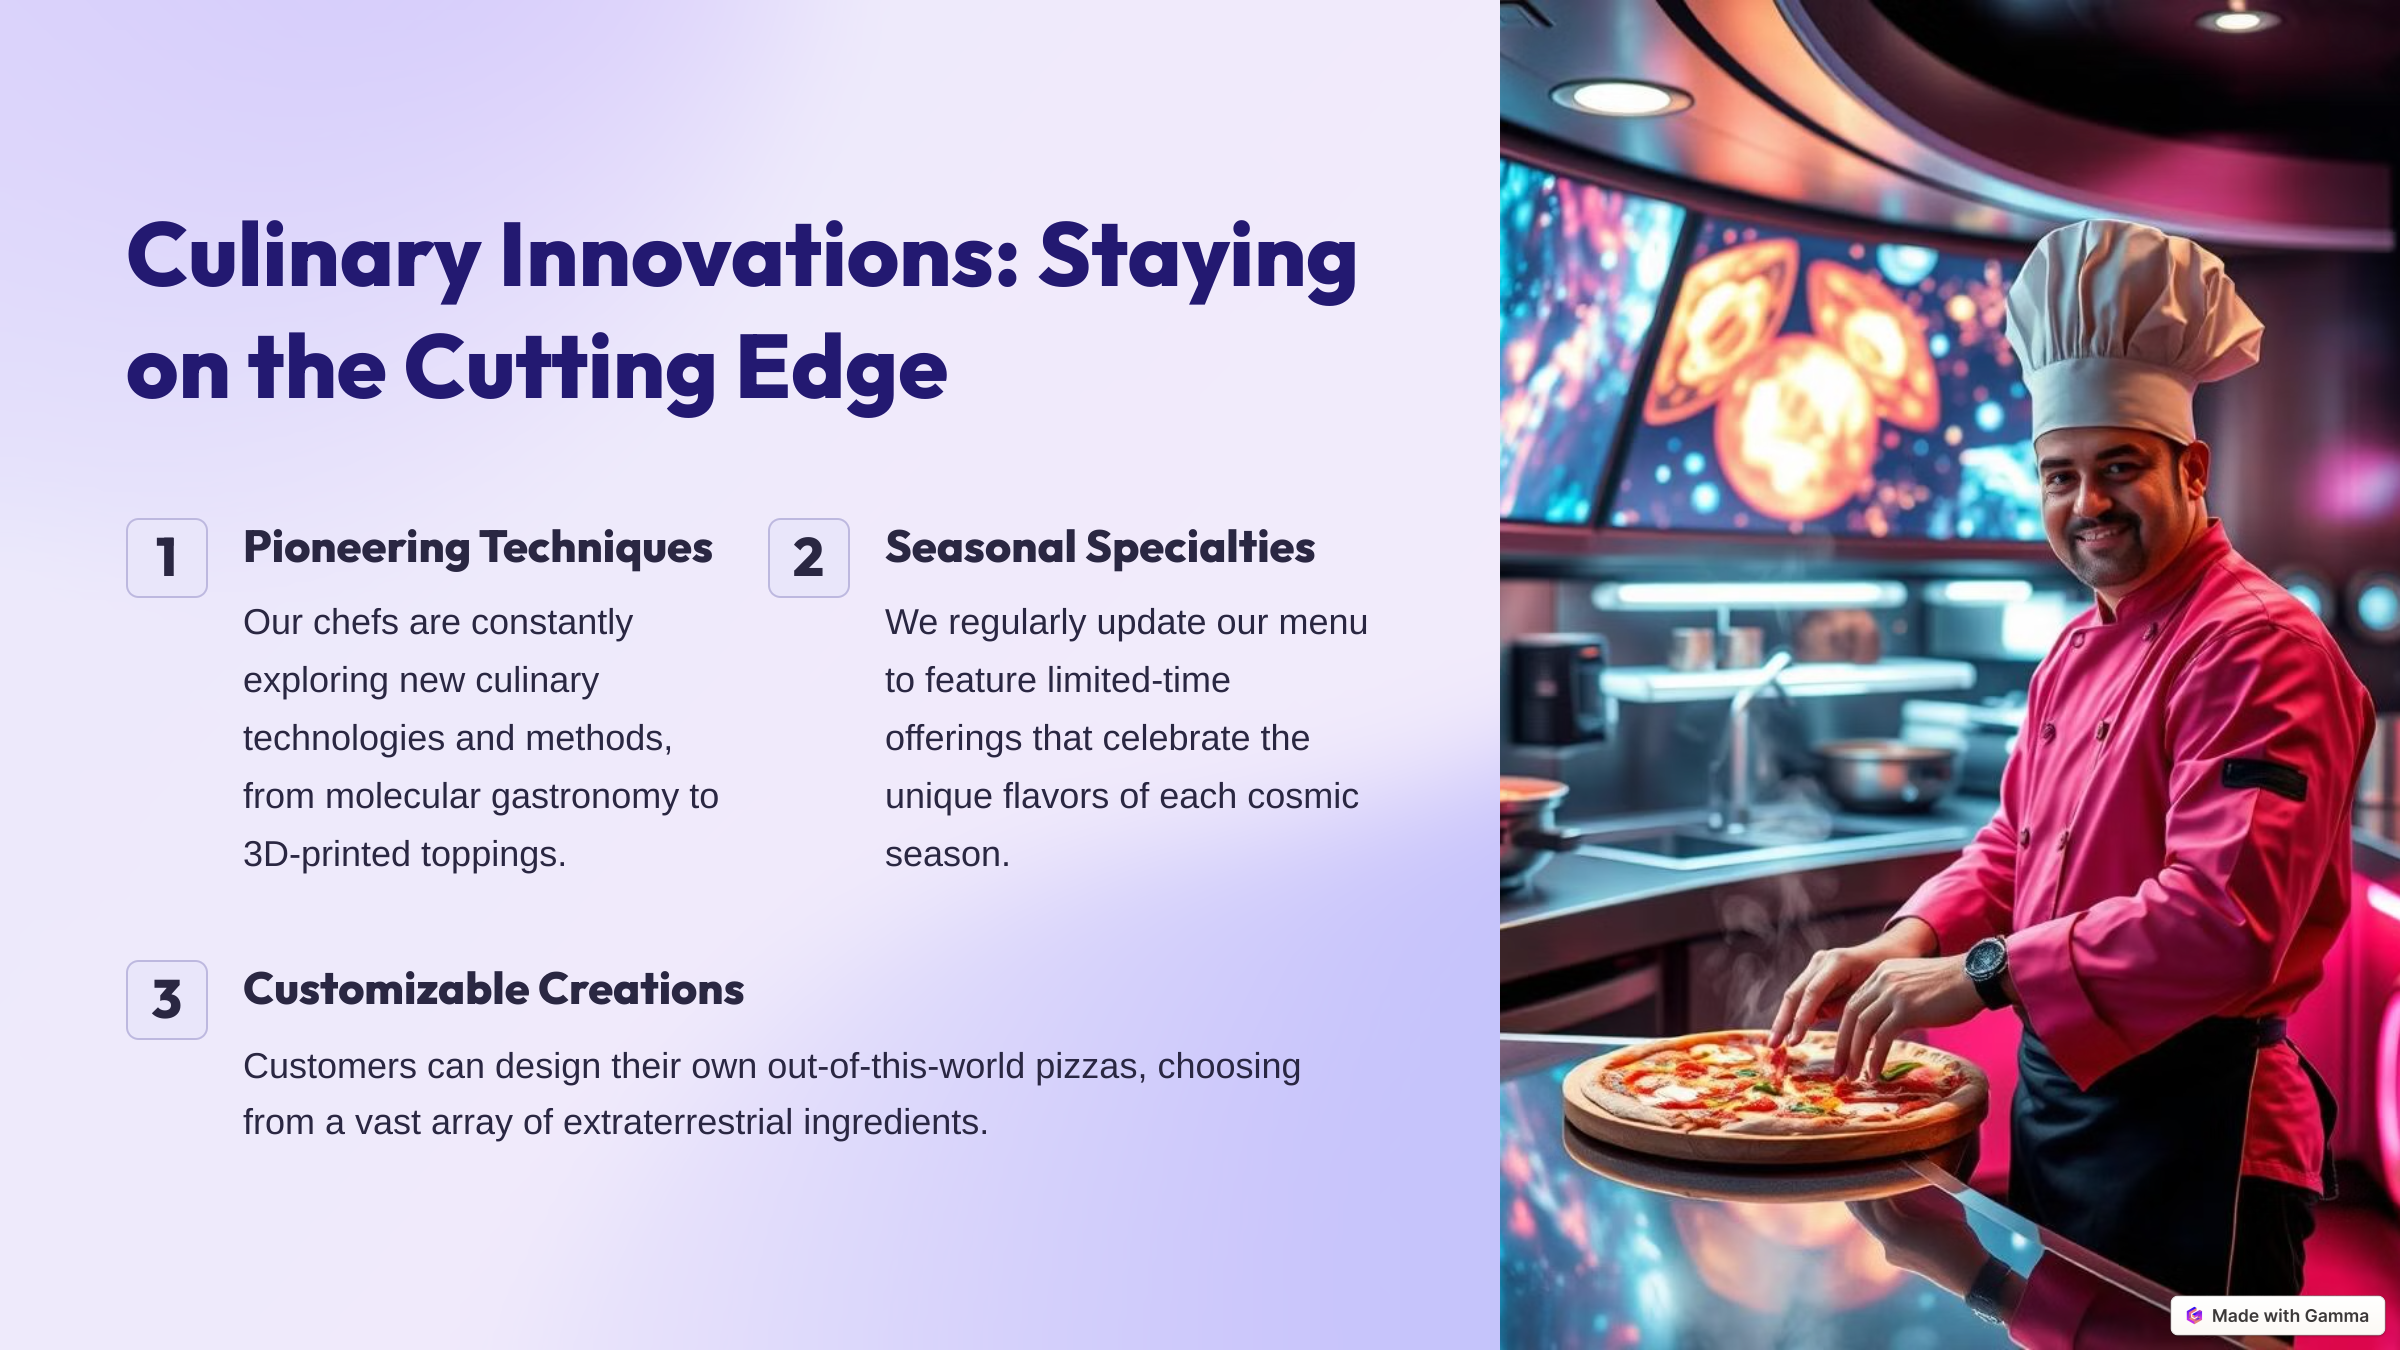 Culinary Innovations: Staying
on the Cutting Edge
1
Pioneering Techniques
Our chefs are constantly
exploring new culinary
technologies and methods,
from molecular gastronomy to
3D-printed toppings.
2
Seasonal Specialties
We regularly update our menu
to feature limited-time
offerings that celebrate the
unique flavors of each cosmic
season.
3
Customizable Creations
Customers can design their own out-of-this-world pizzas, choosing
from a vast array of extraterrestrial ingredients.
Made with Gamma